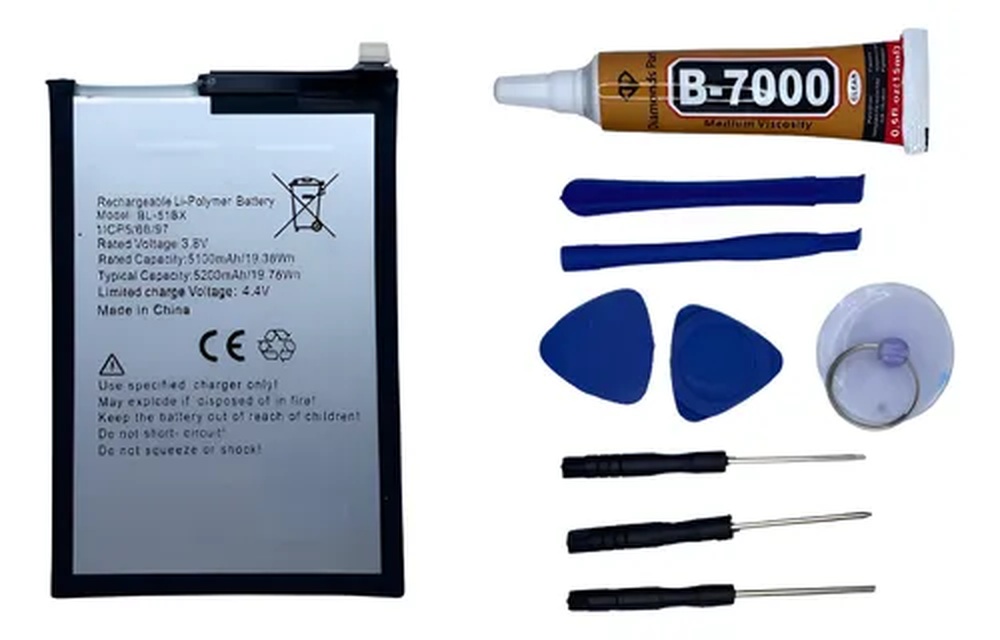 Rechargeable Li-Polymer Battery
Model: BL-51BX
1ICP5/68/97
Rated Voltage 3.8V
Rated Capacity:5100mAh/19.38Wh
Typical Capacity:5200mAh/19.76Wh
Limited charge Voltage: 4.4V
Made in China
CE
Use specified charger only!
May explode if disposed of in fire!
Keep the battery out of reach of children!
Do not short- circuit!
Do not squeeze or shock!
B-7000
CLEAR
Medium Viscosity
0.5fl.oz(15ml)